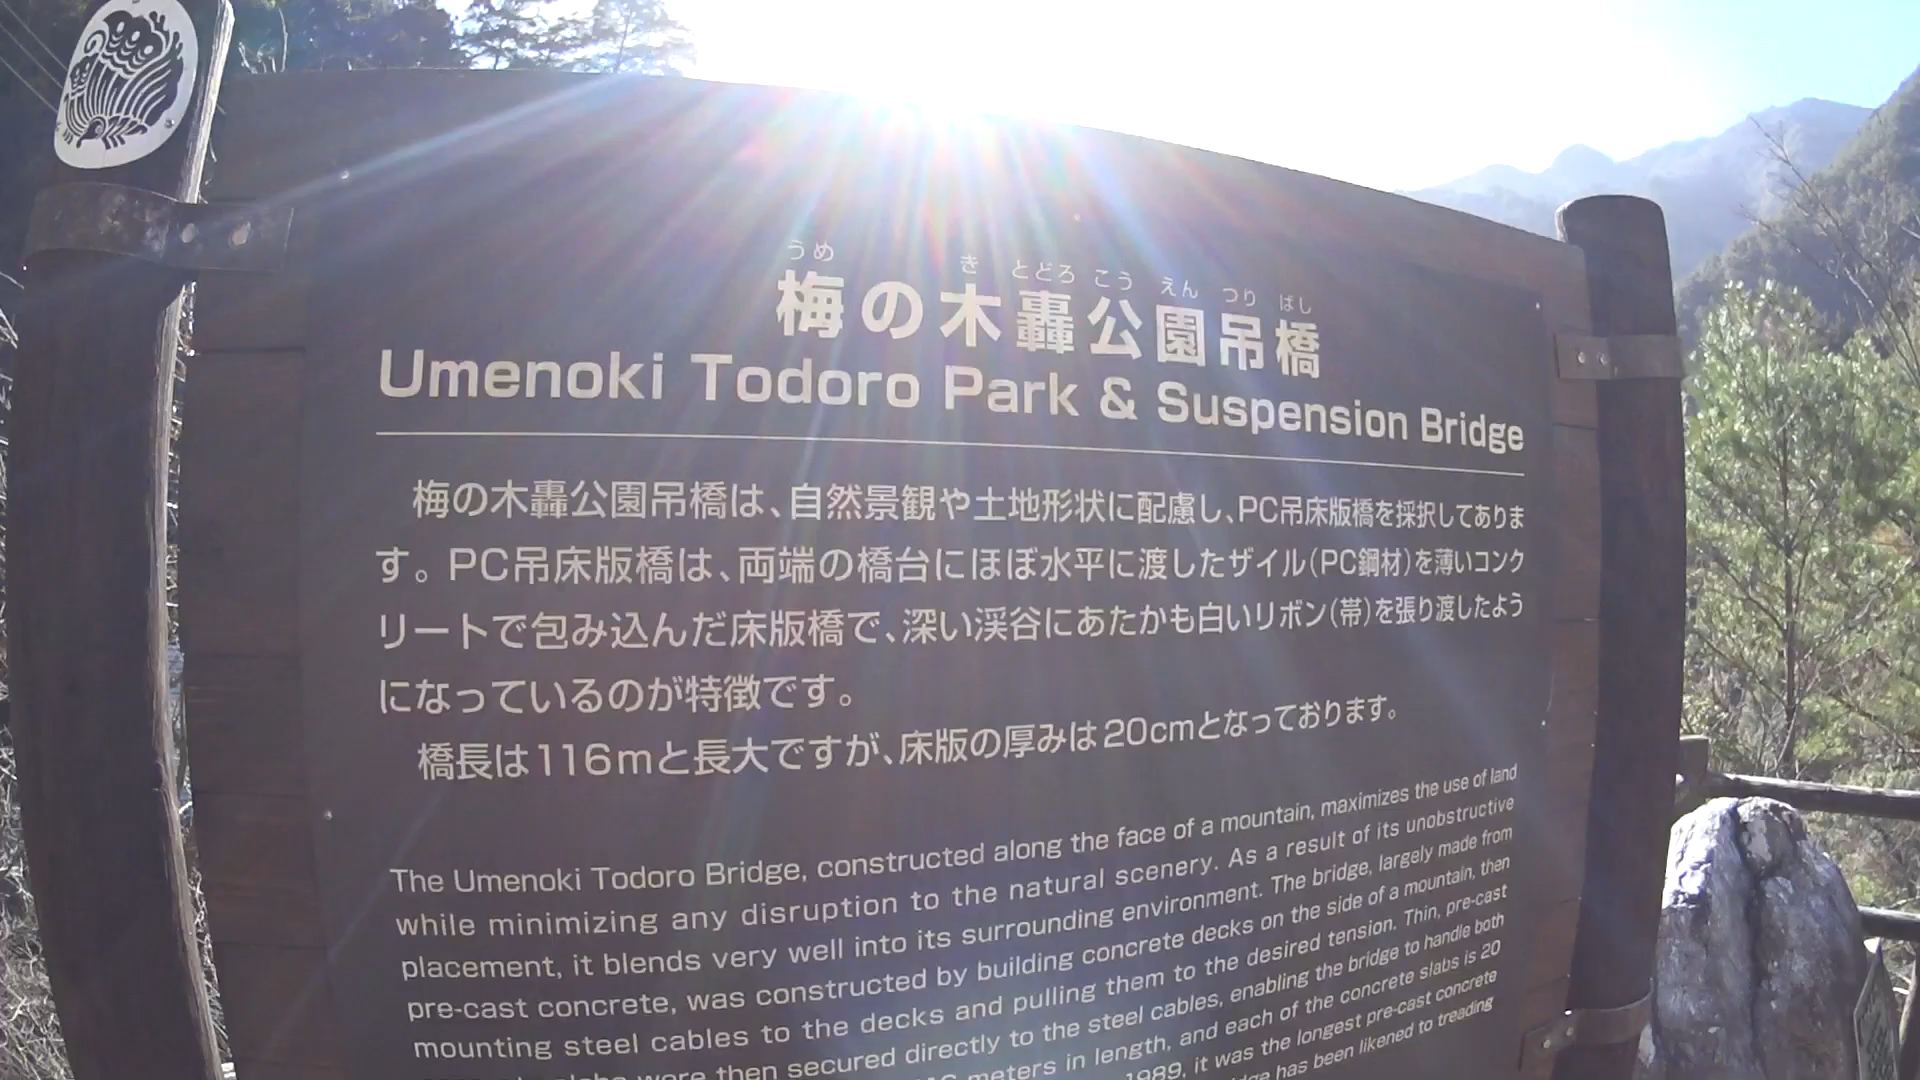 うめ き とどろ こう えん つり ばし
梅の木轟公園吊橋
Umenoki Todoro Park & Suspension Bridge
梅の木轟公園吊橋は、自然景観や土地形状に配慮し、PC吊床版橋を採択してありま
す。PC吊床版橋は、両端の橋台にほぼ水平に渡したザイル(PC鋼材)を薄いコンク
リートで包み込んだ床版橋で、深い渓谷にあたかも白いリボン(帯)を張り渡したよう
になっているのが特徴です。
橋長は116mと長大ですが、床版の厚みは20cmとなっております。
The Umenoki Todoro Bridge, constructed along the face of a mountain, maximizes the use of land
while minimizing any disruption to the natural scenery. As a result of its unobstructive
placement, it blends very well into its surrounding environment. The bridge, largely made from
pre-cast concrete, was constructed by building concrete decks on the side of a mountain, then
mounting steel cables to the decks and pulling them to the desired tension. Thin, pre-cast
were then secured directly to the steel cables, enabling the bridge to handle both
meters in length, and each of the concrete slabs is 20
1989, it was the longest pre-cast concrete
has been likened to treading